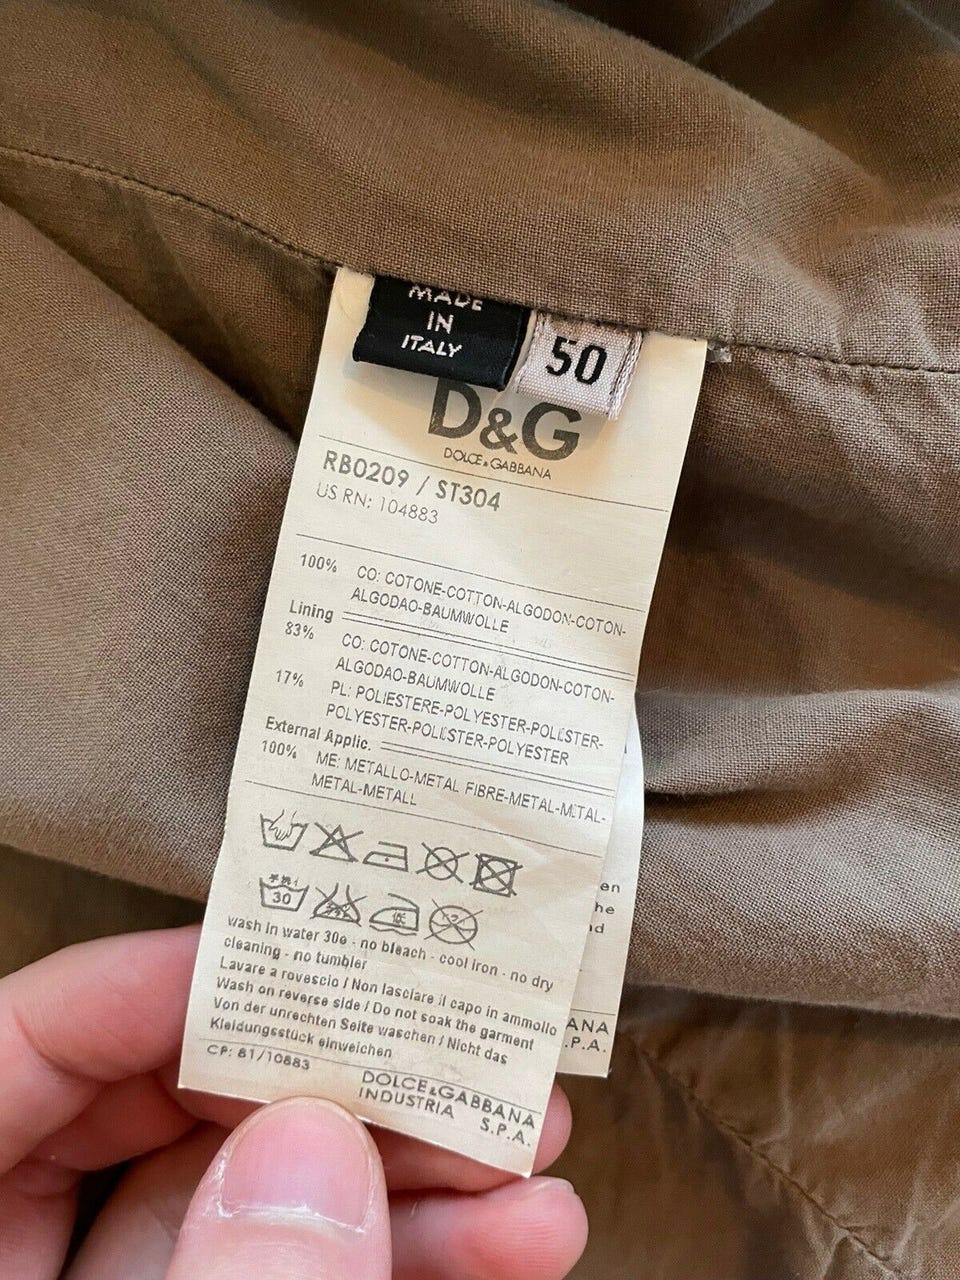 MADE
IN
ITALY
50
D&G
DOLCE & GABBANA
RB0209 / ST304
US RN: 104883
100% CO: COTONE-COTTON-ALGODON-COTON-
ALGODAO-BAUMWOLLE
Lining
83% CO: COTONE-COTTON-ALGODON-COTON-
ALGODAO-BAUMWOLLE
17% PL: POLIESTERE-POLYESTER-POLIESTER-
POLYESTER-POLIESTER-POLYESTER
External Applic.
100% ME: METALLO-METAL FIBRE-METAL-METAL-
METAL-METALL
30
wash in water 30e - no bleach - cool iron - no dry
cleaning - no tumbler
Lavare a rovescio / Non lasciare il capo in ammollo
Wash on reverse side / Do not soak the garment
Von der unrechten Seite waschen / Nicht das
Kleidungsstück einweichen
CP: 81/10883
DOLCE & GABBANA
INDUSTRIA S.P.A.
en
he
nd
ANA
.P.A.